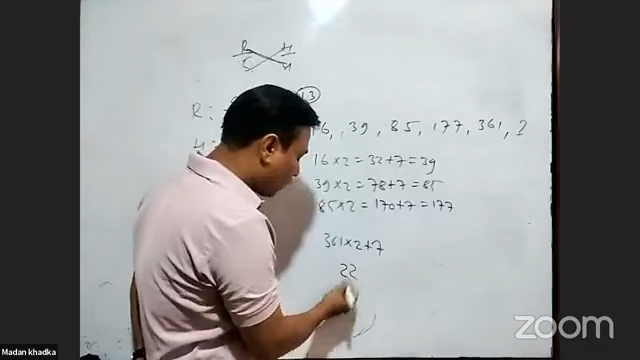 R H
S H
R: 13
16, 39, 85, 177, 361, ?
H:
16×2=32+7=39
39×2=78+7=85
85×2=170+7=177
361×2+7
22
zoom
Madan khadka